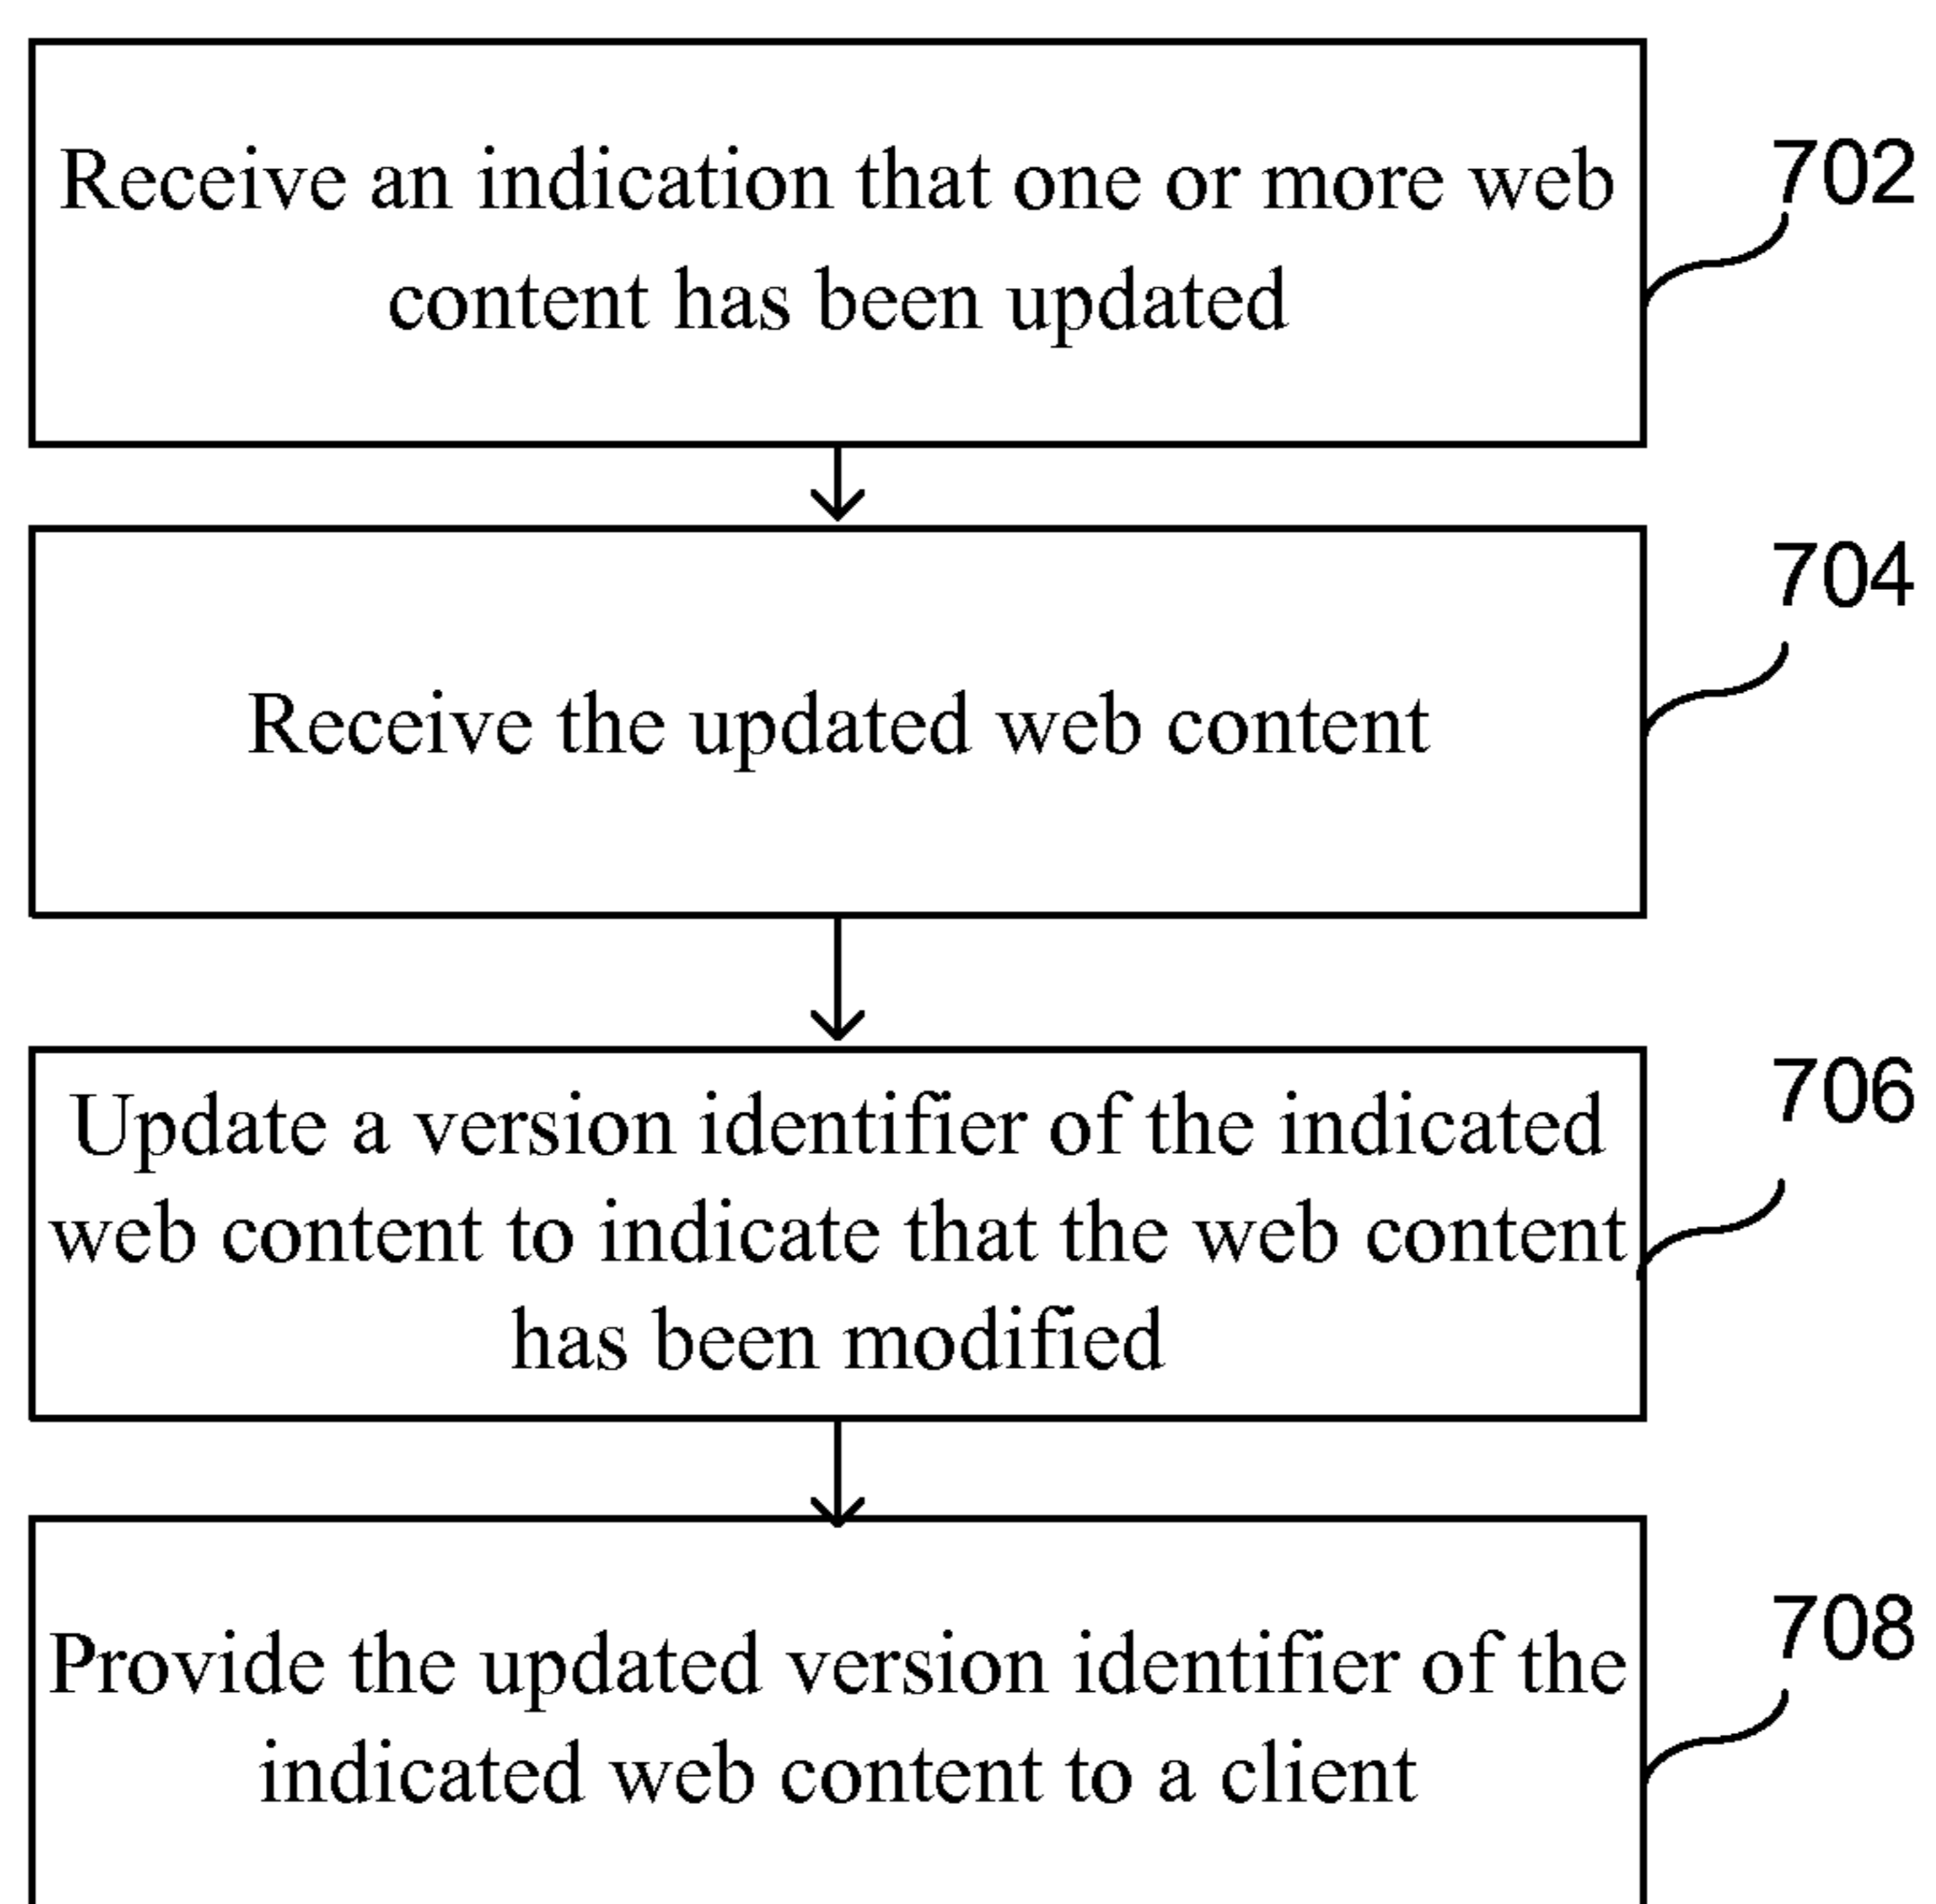 Receive an indication that one or more web
content has been updated
702
Receive the updated web content
704
Update a version identifier of the indicated
web content to indicate that the web content
has been modified
706
Provide the updated version identifier of the
indicated web content to a client
708